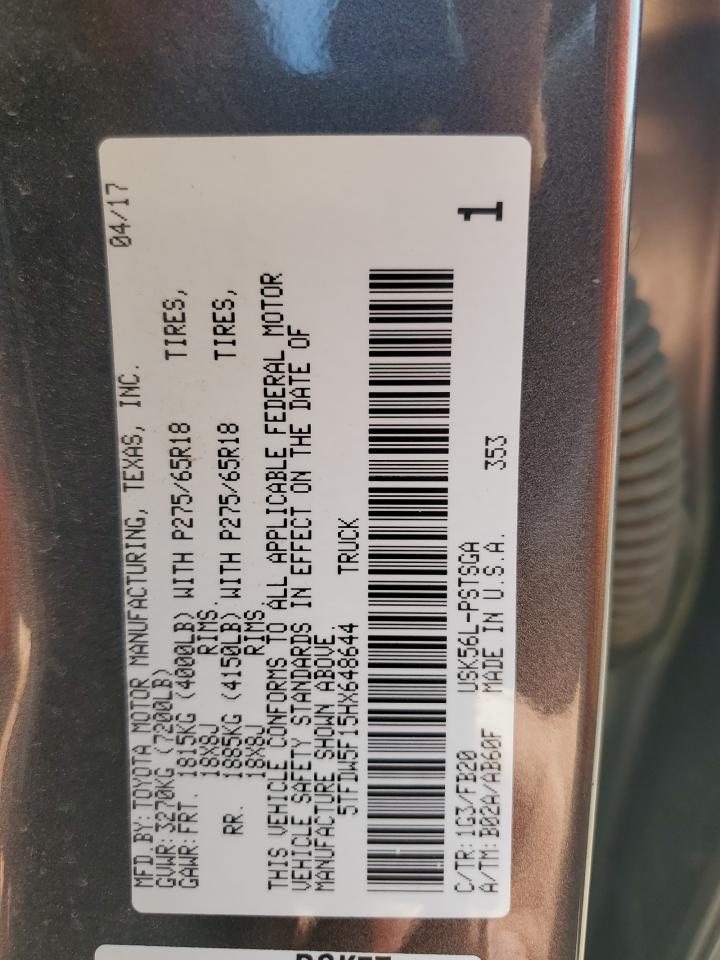 MFD BY:TOYOTA MOTOR MANUFACTURING, TEXAS, INC. 04/17
GVWR:3270KG (7200LB)
GAWR:FRT. 1815KG (4000LB) WITH P275/65R18 TIRES,
18X8J RIMS.
RR. 1885KG (4150LB) WITH P275/65R18 TIRES,
18X8J RIMS.
THIS VEHICLE CONFORMS TO ALL APPLICABLE FEDERAL MOTOR
VEHICLE SAFETY STANDARDS IN EFFECT ON THE DATE OF
MANUFACTURE SHOWN ABOVE.
5TFDW5F15HX648644 TRUCK
C/TR:1G3/FB20 USK56L-PSTSGA
A/TM:B02A/AB60F MADE IN U.S.A. 353
1